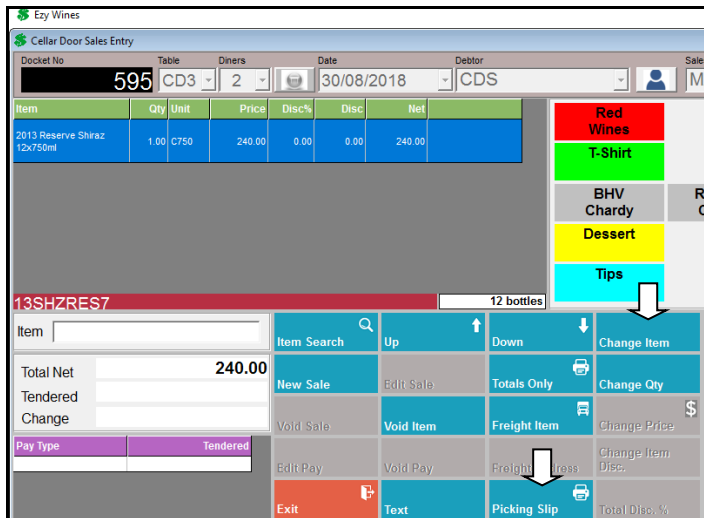 Ezy Wines
Cellar Door Sales Entry
Docket No Table Diners Date Debtor Sale
595 CD3 2 30/08/2018 CDS M
Item Qty Unit Price Disc% Disc Net
2013 Reserve Shiraz
12x750ml 1.00 C750 240.00 0.00 0.00 240.00
Red
Wines
T-Shirt
BHV
Chardy
R
C
Dessert
Tips
13SHZRES7 12 bottles
Item
Item Search Up Down Change Item
Total Net 240.00
Tendered
Change
New Sale Edit Sale Totals Only Change Qty
Void Sale Void Item Freight Item Change Price
$
Pay Type Tendered
Edit Pay Void Pay Change Item
Disc.
Exit Text Picking Slip Total Disc. %